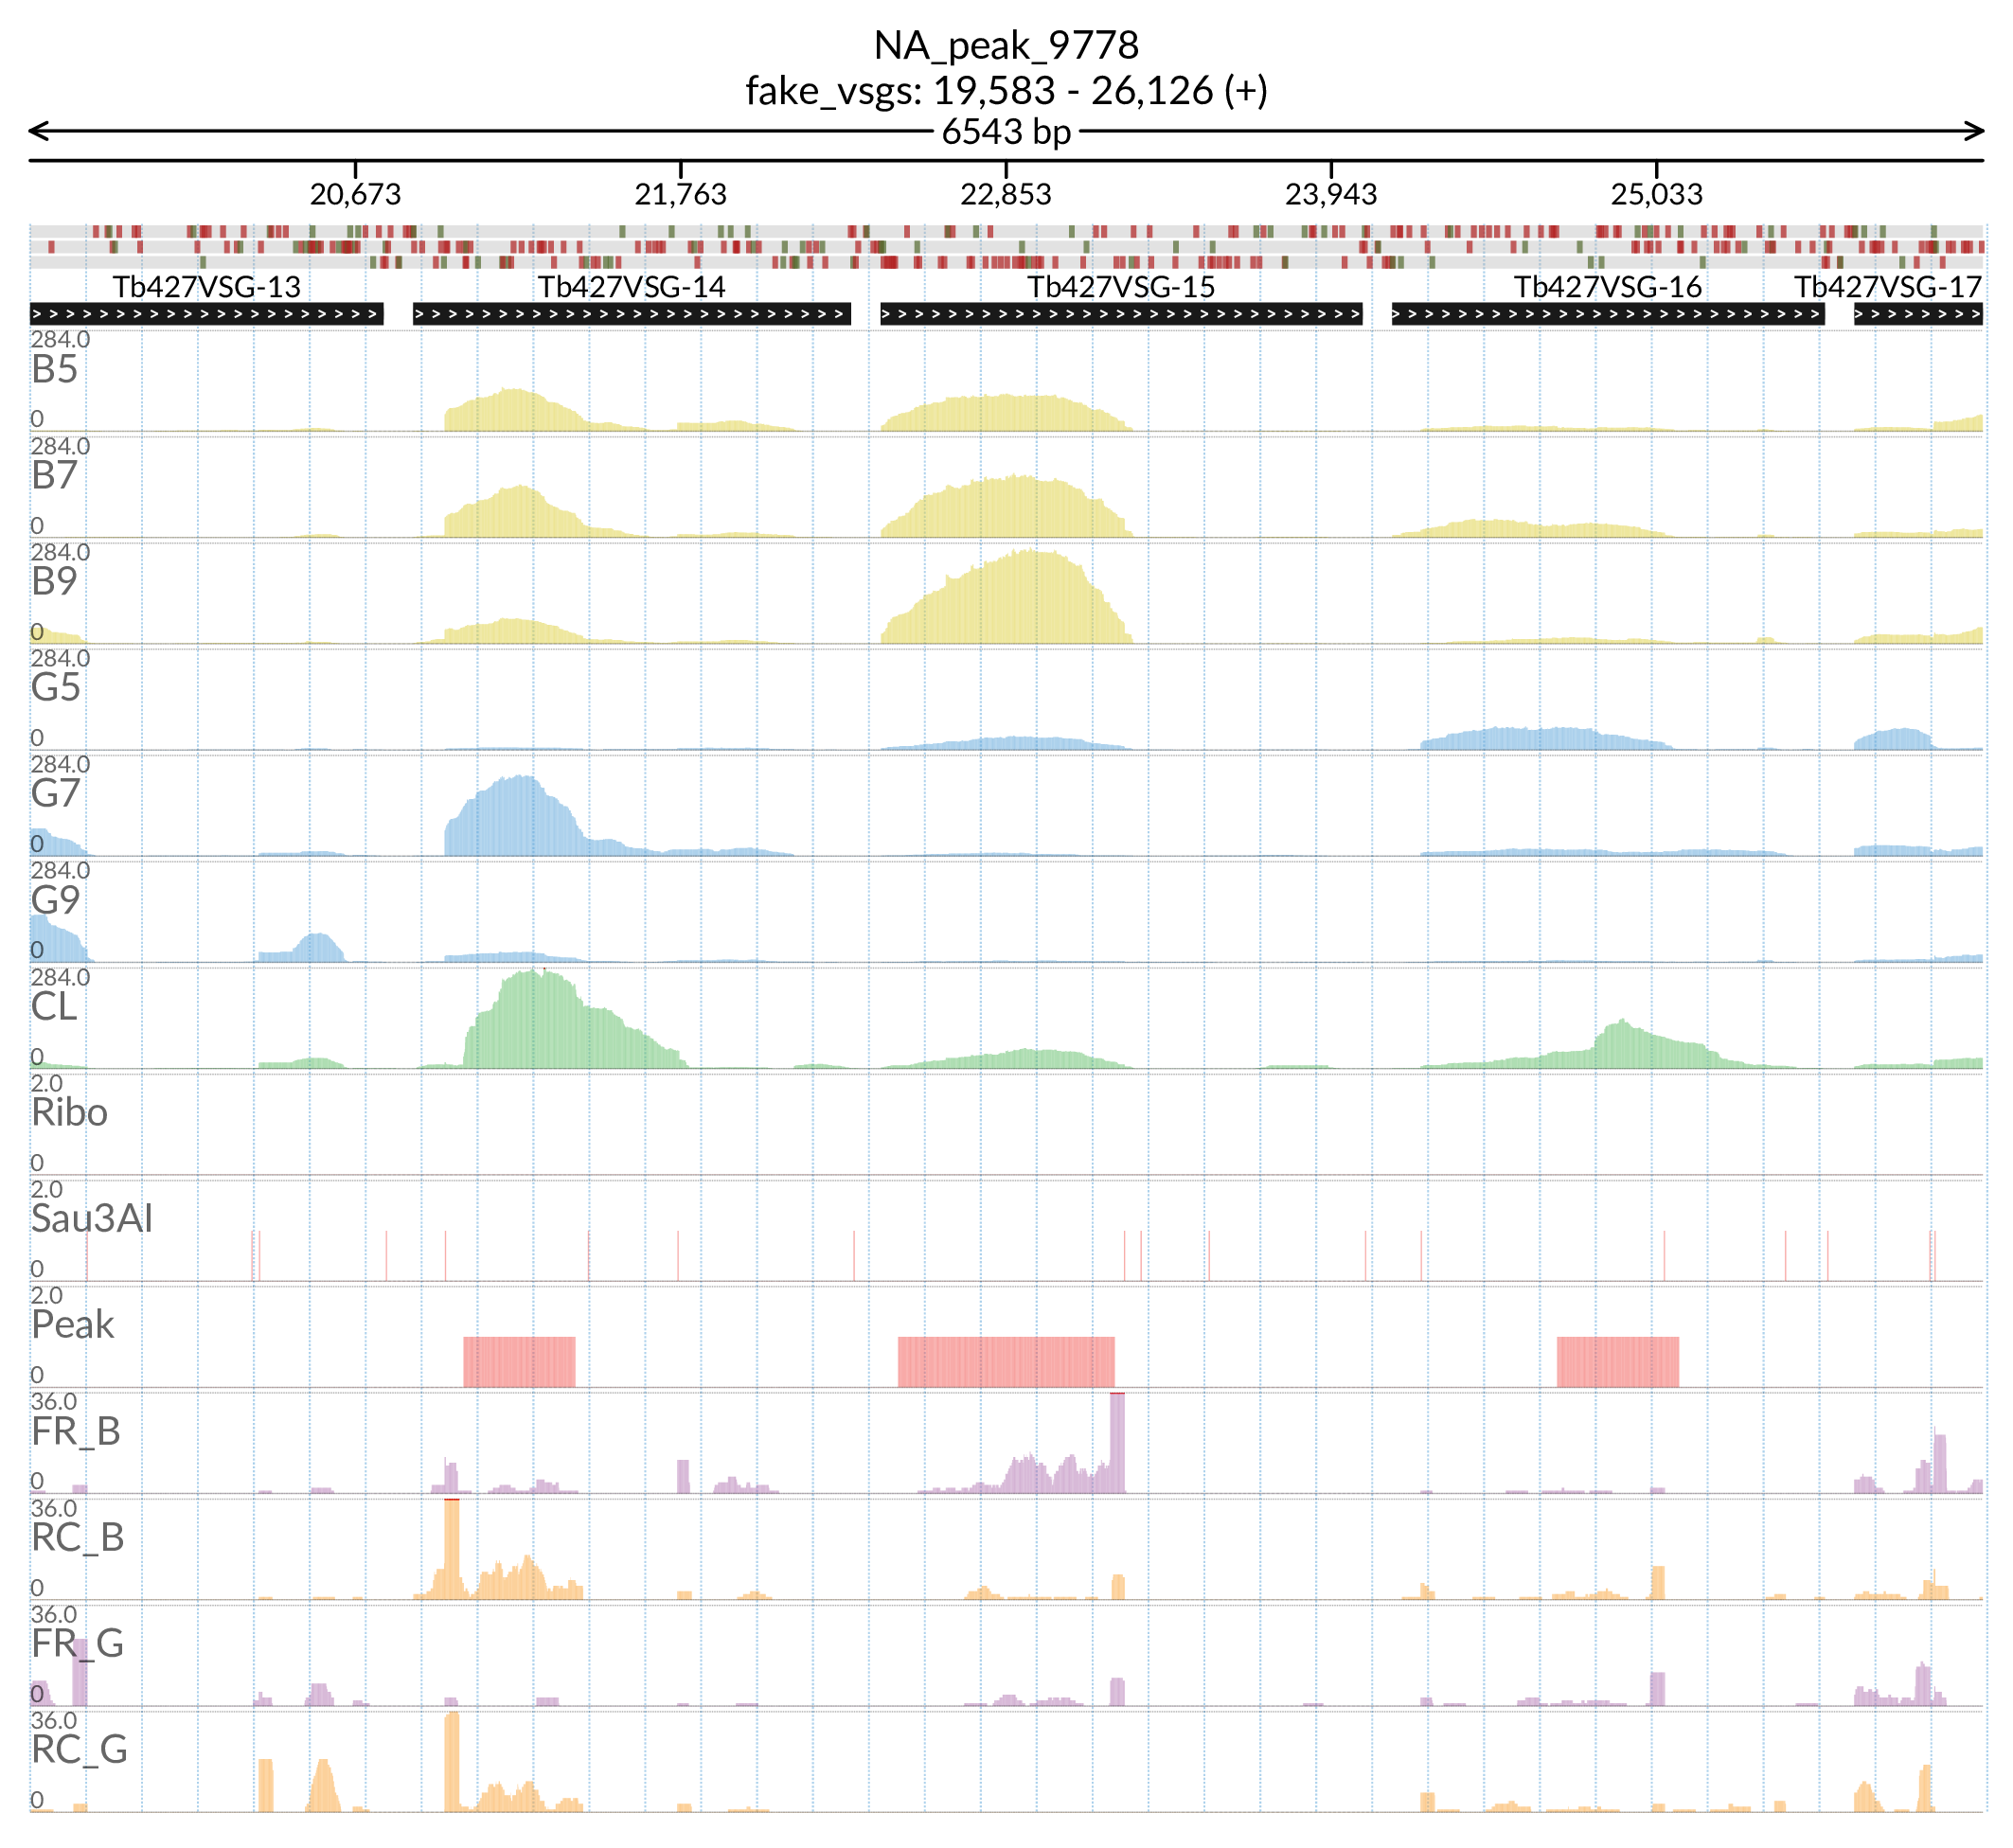 NA_peak_9778
fake_vsgs: 19,583 - 26,126 (+)
6543 bp
20,673 21,763 22,853 23,943 25,033
Tb427VSG-13 Tb427VSG-14 Tb427VSG-15 Tb427VSG-16 Tb427VSG-17
284.0
B5
0
284.0
B7
0
284.0
B9
0
284.0
G5
0
284.0
G7
0
284.0
G9
0
284.0
CL
0
2.0
Ribo
0
2.0
Sau3AI
0
2.0
Peak
0
36.0
FR_B
0
36.0
RC_B
0
36.0
FR_G
0
36.0
RC_G
0